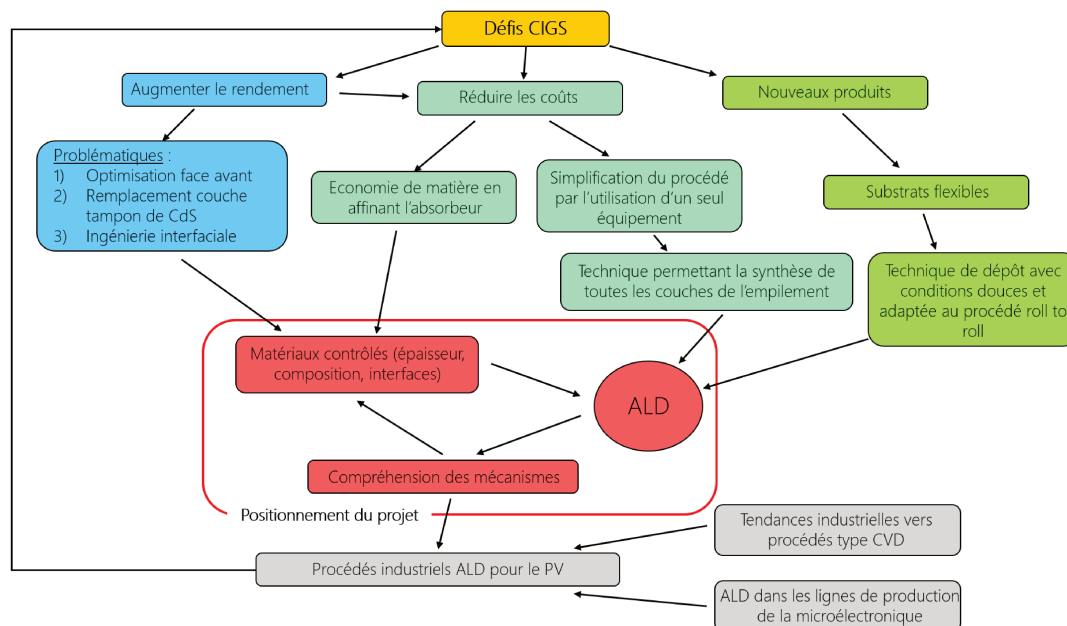 Défis CIGS
Augmenter le rendement
Réduire les coûts
Nouveaux produits
Problématiques :
1) Optimisation face avant
2) Remplacement couche
tampon de CdS
3) Ingénierie interfaciale
Economie de matière en
affinant l'absorbeur
Simplification du procédé
par l'utilisation d'un seul
équipement
Substrats flexibles
Technique permettant la synthèse de
toutes les couches de l'empilement
Technique de dépôt avec
conditions douces et
adaptée au procédé roll to
roll
Matériaux contrôlés (épaisseur,
composition, interfaces)
ALD
Compréhension des mécanismes
Positionnement du projet
Tendances industrielles vers
procédés type CVD
Procédés industriels ALD pour le PV
ALD dans les lignes de production
de la microélectronique